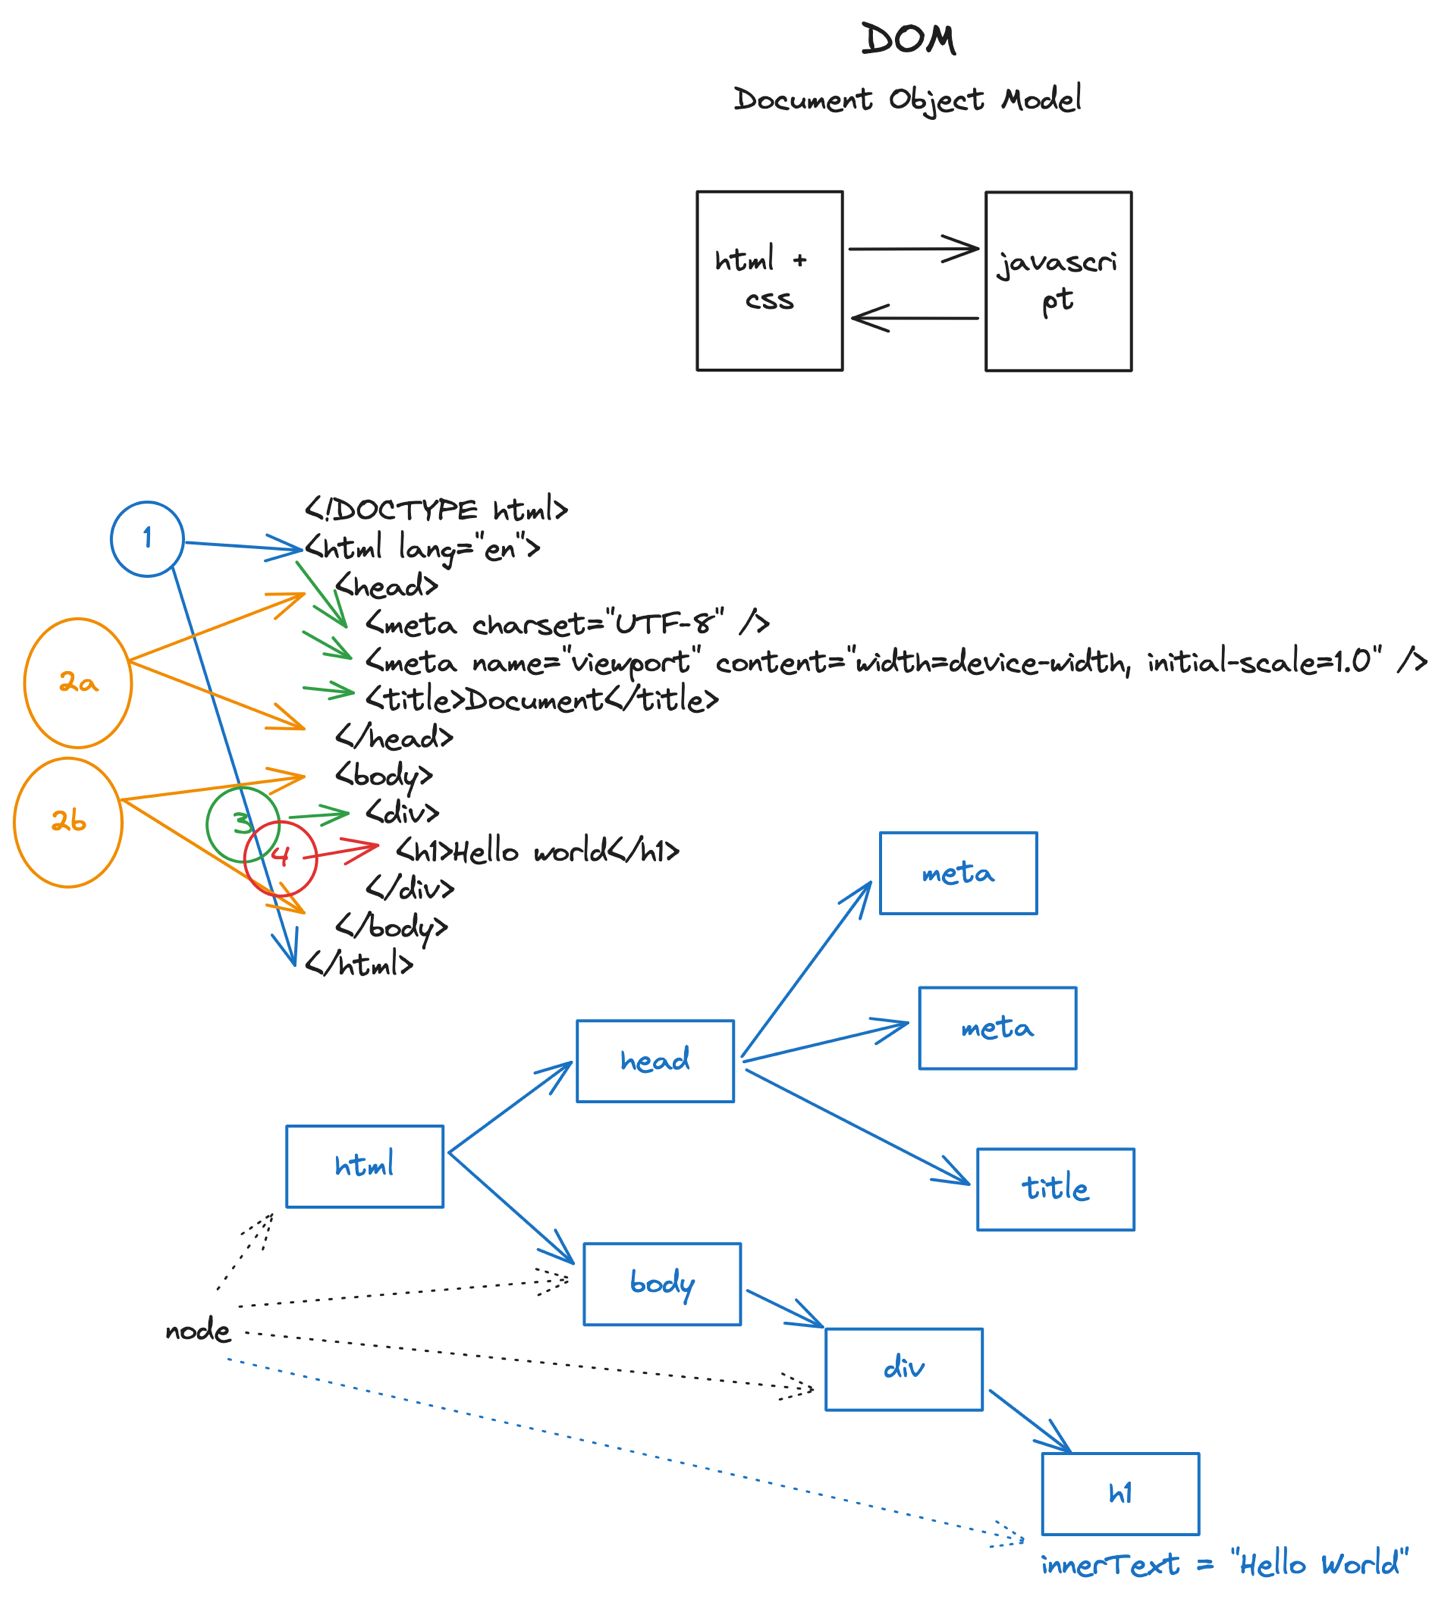 DOM
Document Object Model
html +
css
javascri
pt
1
2a
2b
3
4
<!DOCTYPE html>
<html lang="en">
<head>
<meta charset="UTF-8" />
<meta name="viewport" content="width=device-width, initial-scale=1.0" />
<title>Document</title>
</head>
<body>
<div>
<h1>Hello world</h1>
</div>
</body>
</html>
meta
meta
head
html
title
body
node
div
h1
innerText = "Hello World"